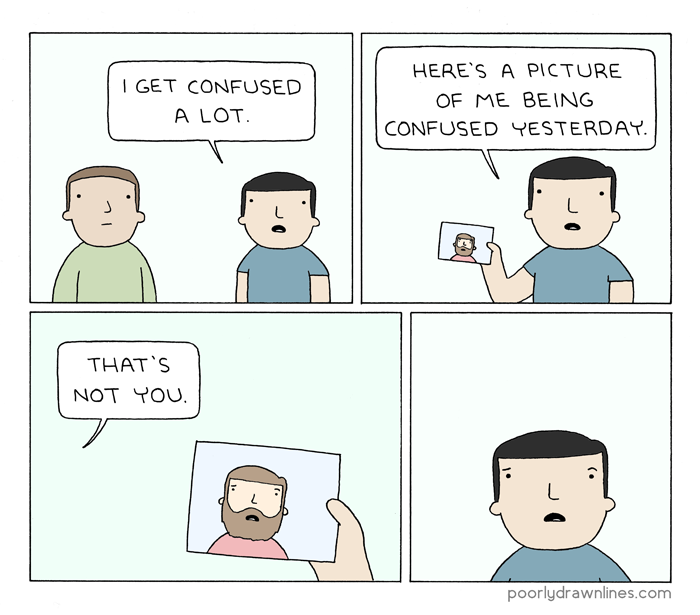 I GET CONFUSED
A LOT.
HERE'S A PICTURE
OF ME BEING
CONFUSED YESTERDAY.
THAT'S
NOT YOU.
poorlydrawnlines.com